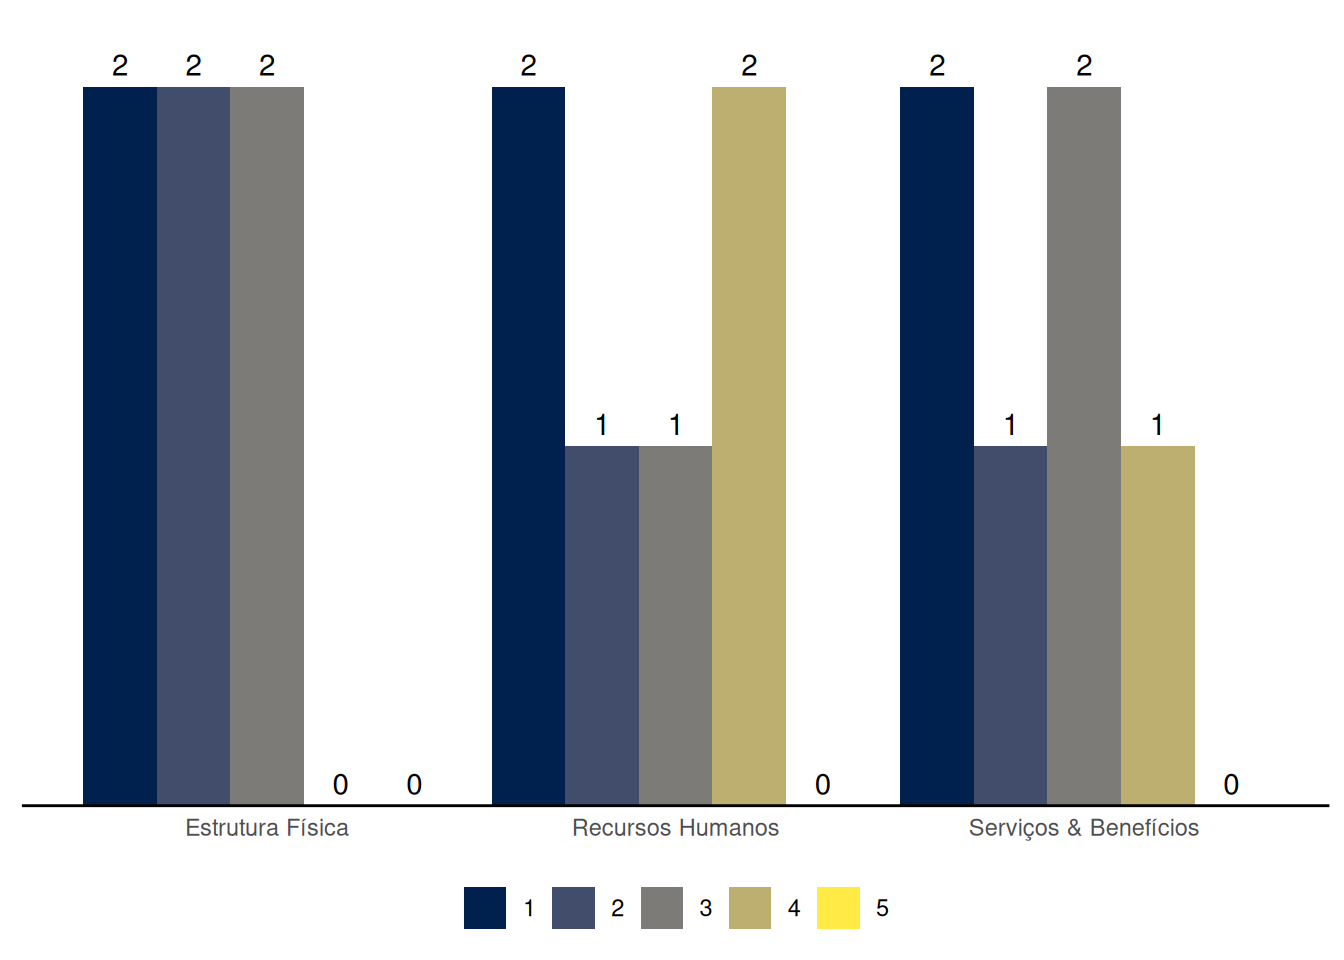 2 2 2 2 2 2 2
1 1 1 1
0 0 0 0
Estrutura Física Recursos Humanos Serviços & Benefícios
1 2 3 4 5